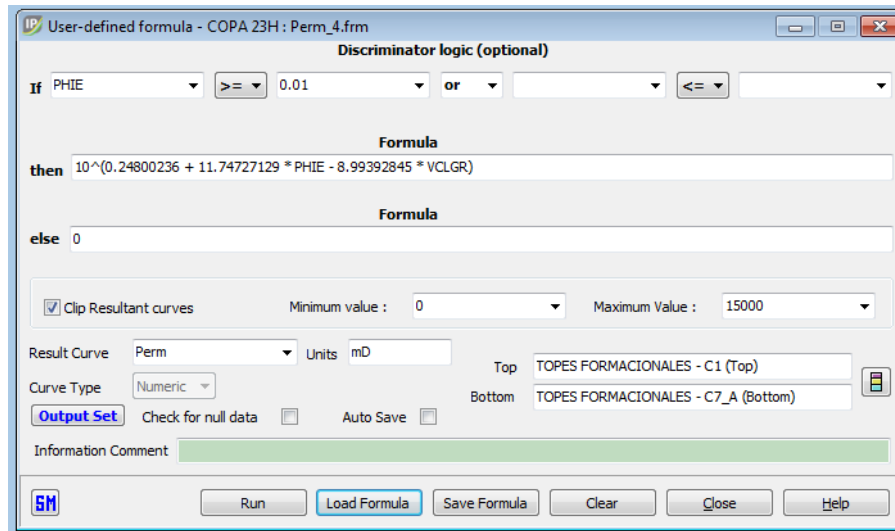 IP User-defined formula - COPA 23H : Perm_4.frm
Discriminator logic (optional)
If PHIE >= 0.01 or <=
Formula
then 10^(0.24800236 + 11.74727129 * PHIE - 8.99392845 * VCLGR)
Formula
else 0
Clip Resultant curves Minimum value : 0 Maximum Value : 15000
Result Curve Perm Units mD
Top TOPES FORMACIONALES - C1 (Top)
Curve Type Numeric
Bottom TOPES FORMACIONALES - C7_A (Bottom)
Output Set Check for null data Auto Save
Information Comment
SM Run Load Formula Save Formula Clear Close Help